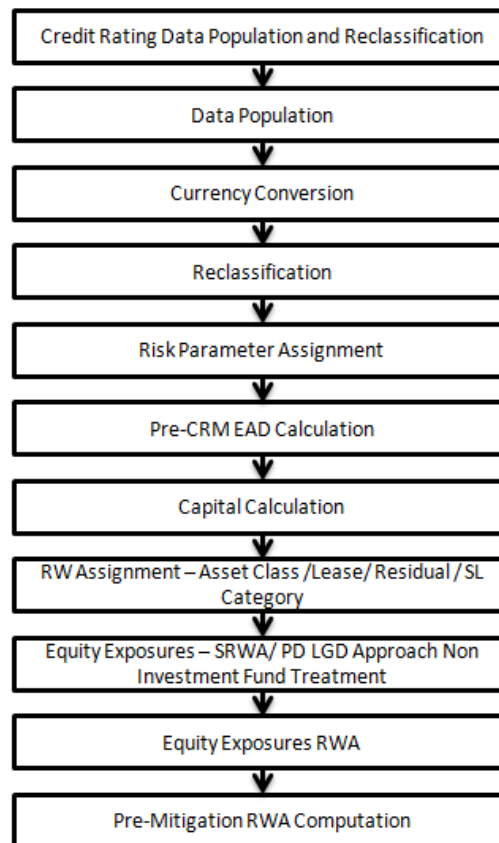 Credit Rating Data Population and Reclassification
Data Population
Currency Conversion
Reclassification
Risk Parameter Assignment
Pre-CRM EAD Calculation
Capital Calculation
RW Assignment – Asset Class /Lease/ Residual / SL
Category
Equity Exposures – SRWA/ PD LGD Approach Non
Investment Fund Treatment
Equity Exposures RWA
Pre-Mitigation RWA Computation